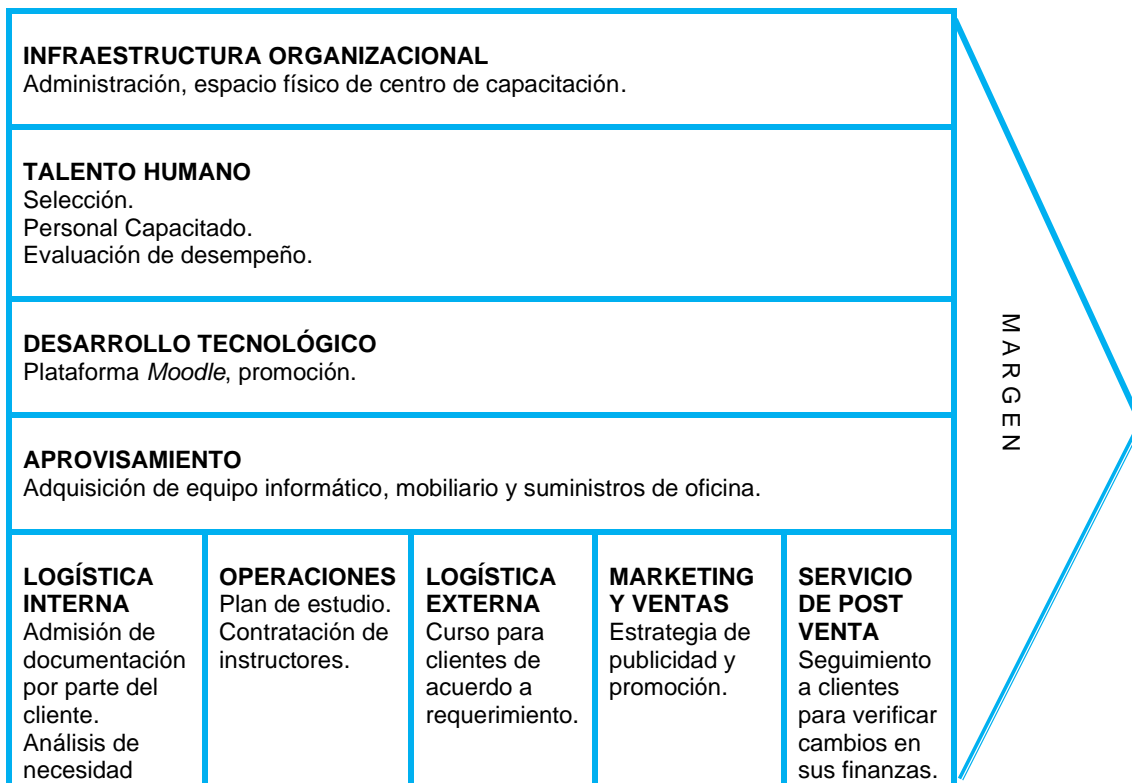 INFRAESTRUCTURA ORGANIZACIONAL
Administración, espacio físico de centro de capacitación.
TALENTO HUMANO
Selección.
Personal Capacitado.
Evaluación de desempeño.
DESARROLLO TECNOLÓGICO
Plataforma Moodle, promoción.
APROVISAMIENTO
Adquisición de equipo informático, mobiliario y suministros de oficina.
LOGÍSTICA
INTERNA
Admisión de
documentación
por parte del
cliente.
Análisis de
necesidad
OPERACIONES
Plan de estudio.
Contratación de
instructores.
LOGÍSTICA
EXTERNA
Curso para
clientes de
acuerdo a
requerimiento.
MARKETING
Y VENTAS
Estrategia de
publicidad y
promoción.
SERVICIO
DE POST
VENTA
Seguimiento
a clientes
para verificar
cambios en
sus finanzas.
MARGEN